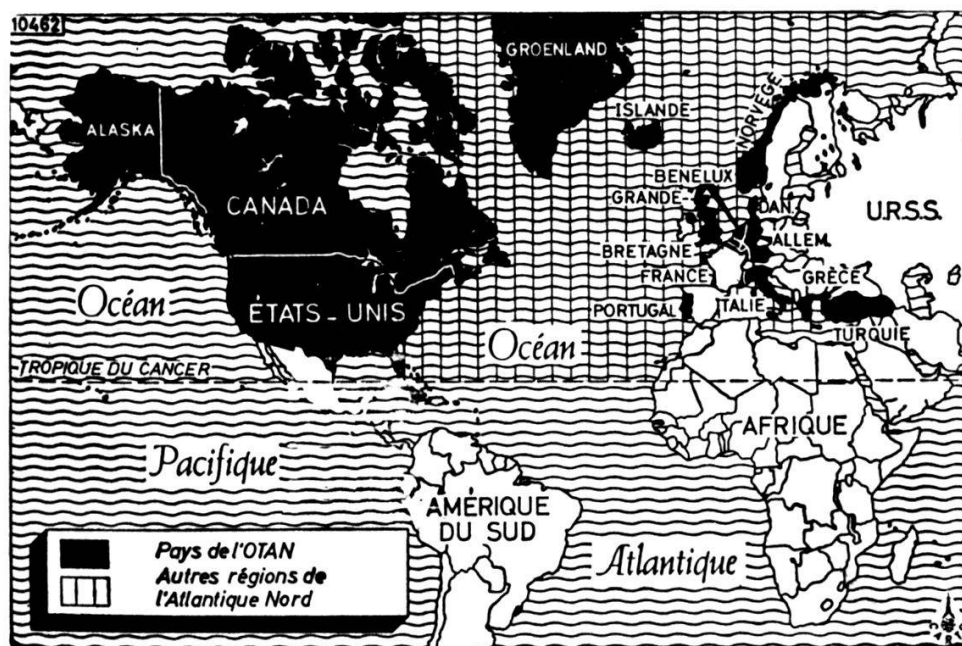 10462
GROENLAND
ALASKA
ISLANDE
NORVÈGE
CANADA
BENELUX
GRANDE
BRETAGNE
DAN.
ALLEM.
U.R.S.S.
FRANCE
GRÈCE
Océan
ÉTATS-UNIS
PORTUGAL
ITALIE
TURQUIE
Océan
TROPIQUE DU CANCER
AFRIQUE
Pacifique
AMÉRIQUE
DU SUD
Atlantique
Pays de l'OTAN
Autres régions de
l'Atlantique Nord